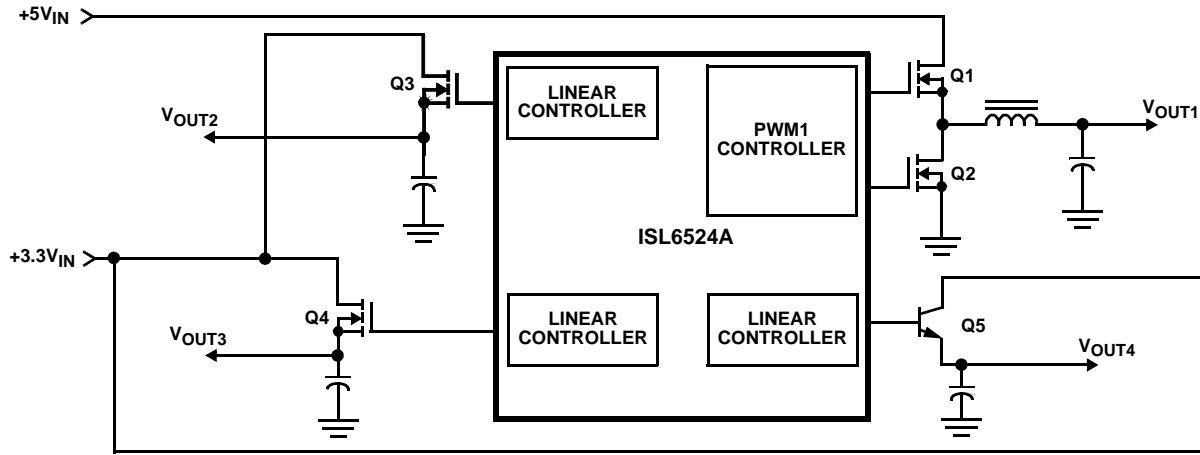 +5VIN
Q3
LINEAR
CONTROLLER
VOUT2
PWM1
CONTROLLER
Q1
VOUT1
Q2
ISL6524A
+3.3VIN
Q4
LINEAR
CONTROLLER
LINEAR
CONTROLLER
Q5
VOUT3
VOUT4